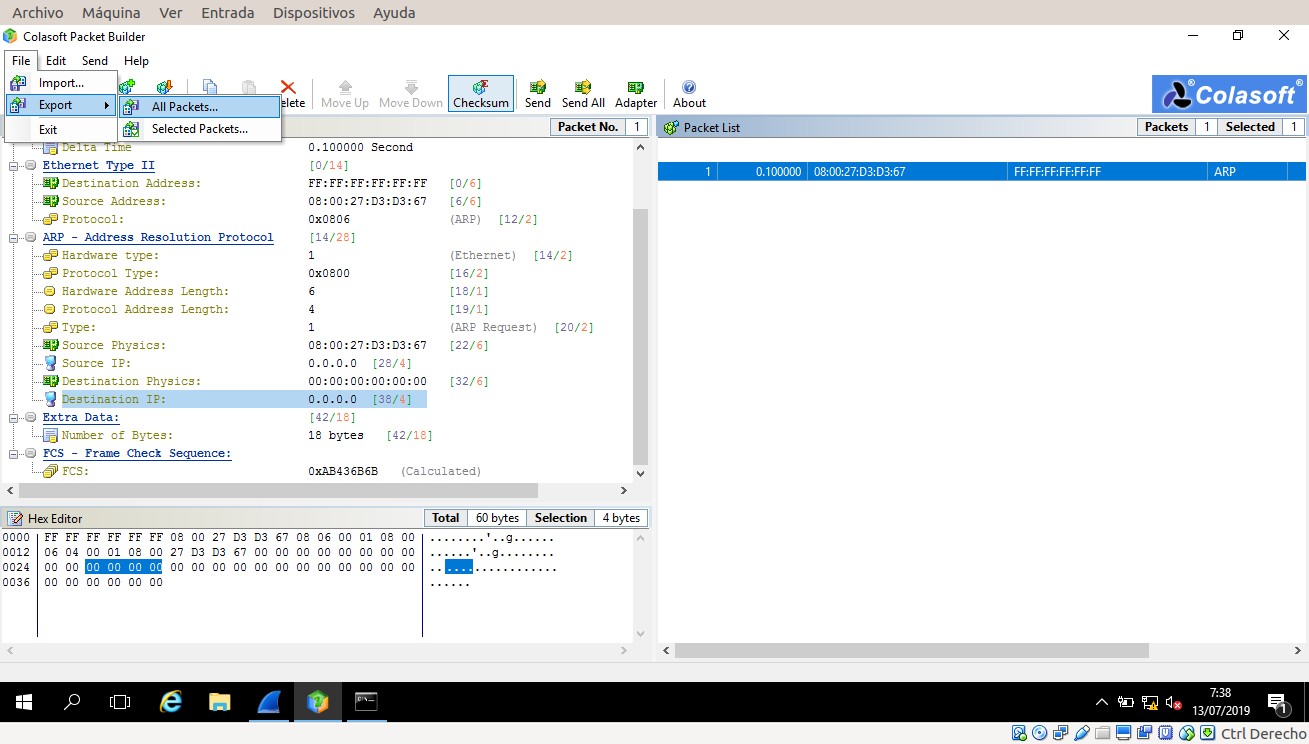 Archivo Máquina Ver Entrada Dispositivos Ayuda
Colasoft Packet Builder
File Edit Send Help
Import...
Export
Exit
All Packets...
Selected Packets...
elete Move Up Move Down Checksum Send Send All Adapter About
Colasoft®
Packet No. 1
Packet List Packets 1 Selected 1
Delta Time 0.100000 Second
Ethernet Type II [0/14]
Destination Address: FF:FF:FF:FF:FF:FF [0/6]
Source Address: 08:00:27:D3:D3:67 [6/6]
Protocol: 0x0806 (ARP) [12/2]
ARP - Address Resolution Protocol [14/28]
Hardware type: 1 (Ethernet) [14/2]
Protocol Type: 0x0800 [16/2]
Hardware Address Length: 6 [18/1]
Protocol Address Length: 4 [19/1]
Type: 1 (ARP Request) [20/2]
Source Physics: 08:00:27:D3:D3:67 [22/6]
Source IP: 0.0.0.0 [28/4]
Destination Physics: 00:00:00:00:00:00 [32/6]
Destination IP: 0.0.0.0 [38/4]
Extra Data: [42/18]
Number of Bytes: 18 bytes [42/18]
FCS - Frame Check Sequence:
FCS: 0xAB436B6B (Calculated)
1 0.100000 08:00:27:D3:D3:67 FF:FF:FF:FF:FF:FF ARP
Hex Editor Total 60 bytes Selection 4 bytes
0000 FF FF FF FF FF FF 08 00 27 D3 D3 67 08 06 00 01 08 00 ........'..g......
0012 06 04 00 01 08 00 27 D3 D3 67 00 00 00 00 00 00 00 00 ......'..g........
0024 00 00 00 00 00 00 00 00 00 00 00 00 00 00 00 00 00 00 ..................
0036 00 00 00 00 00 00 ......
7:38
13/07/2019
1
Ctrl Derecho